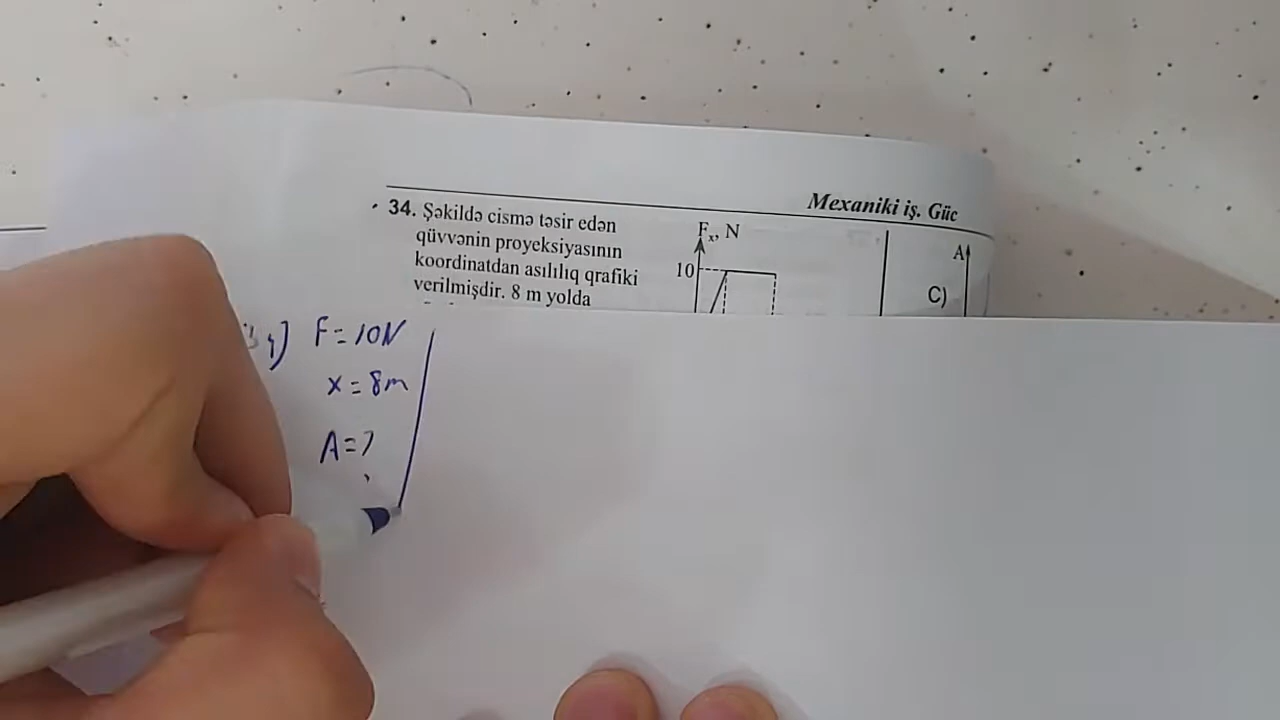 Mexaniki iş. Güc
34. Şəkildə cismə təsir edən
qüvvənin proyeksiyasının
koordinatdan asılılıq qrafiki
verilmişdir. 8 m yolda
Fx, N
10
A
C)
34) F = 10N
x = 8m
A = ?